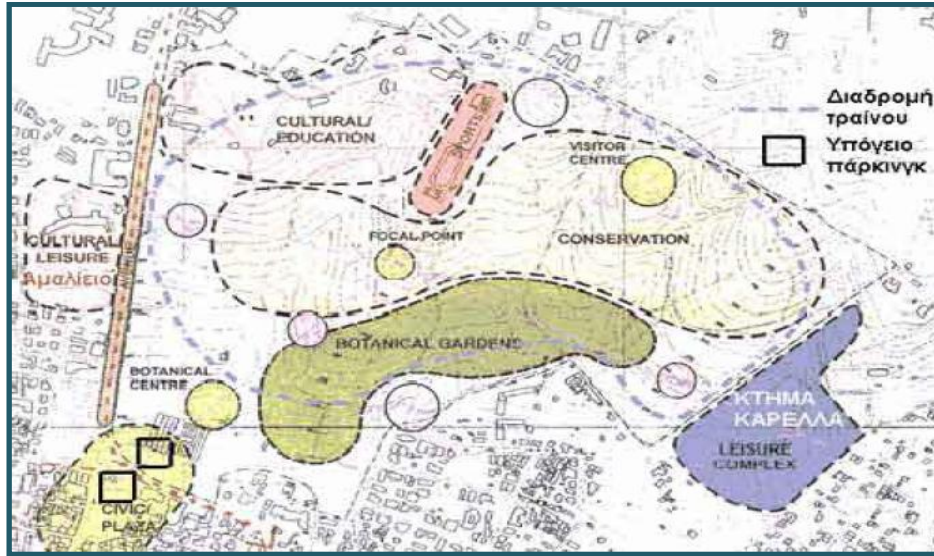 CULTURAL/
EDUCATION
SPORTS
VISITOR
CENTRE
Διαδρομή
τραίνου
Υπόγειο
πάρκινγκ
CULTURAL/
LEISURE
Αμαλίειο
AVENUE
FOCAL POINT
CONSERVATION
BOTANICAL GARDENS
BOTANICAL
CENTRE
ΚΤΗΜΑ
ΚΑΡΕΛΛΑ
LEISURE
COMPLEX
CIVIC/
PLAZA